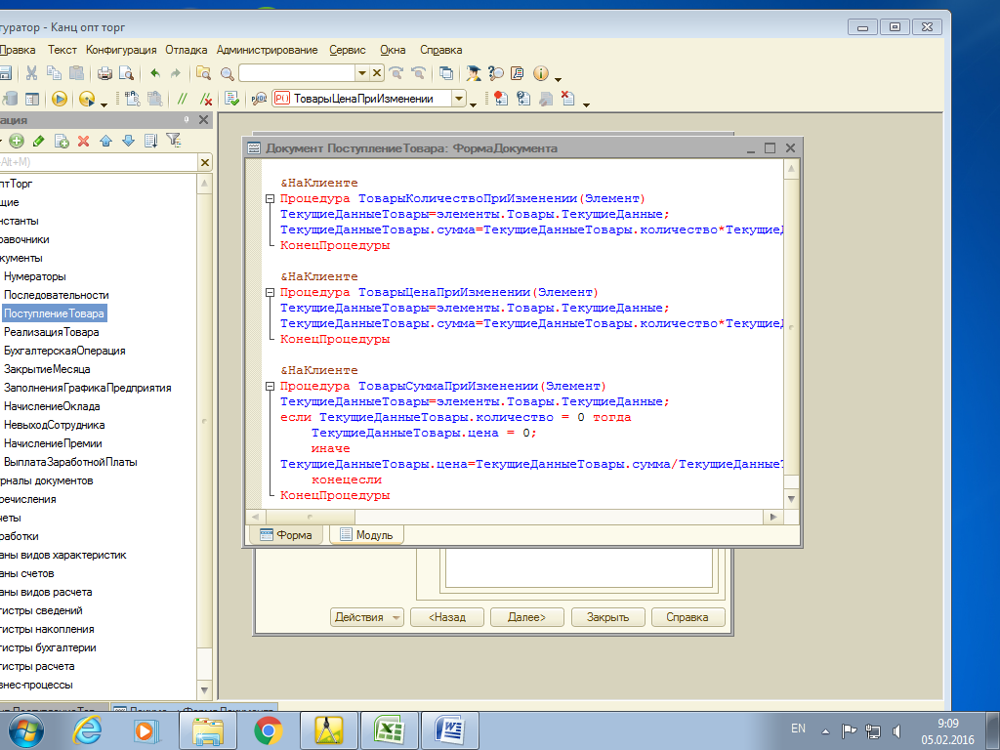 гуратор - Канц опт торг
Правка Текст Конфигурация Отладка Администрирование Сервис Окна Справка
ТоварыЦенаПриИзменении
ация
+Alt+M)
птТорг
щие
нстанты
равочники
кументы
Нумераторы
Последовательности
ПоступлениеТовара
РеализацияТовара
БухгалтерскаяОперация
ЗакрытиеМесяца
ЗаполненияГрафикаПредприятия
НачислениеОклада
НевыходСотрудника
НачислениеПремии
ВыплатаЗаработнойПлаты
урналы документов
речисления
четы
работки
аны видов характеристик
аны счетов
аны видов расчета
гистры сведений
гистры накопления
гистры бухгалтерии
гистры расчета
знес-процессы
Документ ПоступлениеТовара: ФормаДокумента
&НаКлиенте
Процедура ТоварыКоличествоПриИзменении(Элемент)
ТекущиеДанныеТовары=элементы.Товары.ТекущиеДанные;
ТекущиеДанныеТовары.сумма=ТекущиеДанныеТовары.количество*ТекущиеД
КонецПроцедуры
&НаКлиенте
Процедура ТоварыЦенаПриИзменении(Элемент)
ТекущиеДанныеТовары=элементы.Товары.ТекущиеДанные;
ТекущиеДанныеТовары.сумма=ТекущиеДанныеТовары.количество*ТекущиеД
КонецПроцедуры
&НаКлиенте
Процедура ТоварыСуммаПриИзменении(Элемент)
ТекущиеДанныеТовары=элементы.Товары.ТекущиеДанные;
если ТекущиеДанныеТовары.количество = 0 тогда
ТекущиеДанныеТовары.цена = 0;
иначе
ТекущиеДанныеТовары.цена=ТекущиеДанныеТовары.сумма/ТекущиеДанныеТ
конецесли
КонецПроцедуры
Форма Модуль
Действия <Назад Далее> Закрыть Справка
EN
9:09
05.02.2016